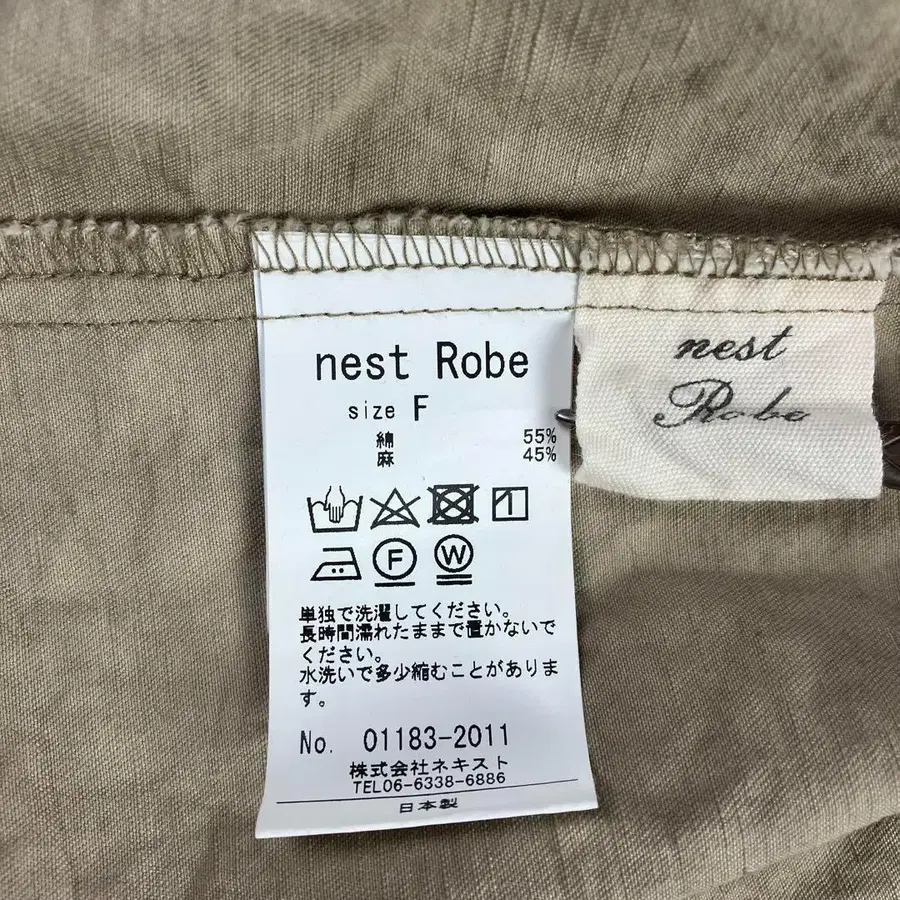 nest Robe
size F
綿 55%
麻 45%
F W
単独で洗濯してください。
長時間濡れたままで置かないで
ください。
水洗いで多少縮むことがありま
す。
No. 01183-2011
株式会社ネキスト
TEL06-6338-6886
日本製
nest
Robe